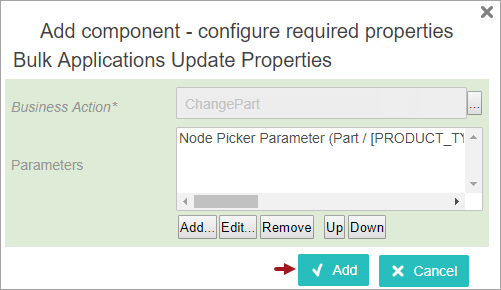 Add component - configure required properties
Bulk Applications Update Properties
Business Action*
ChangePart
...
Parameters
Node Picker Parameter (Part / [PRODUCT_TY
Add... Edit... Remove Up Down
Add Cancel